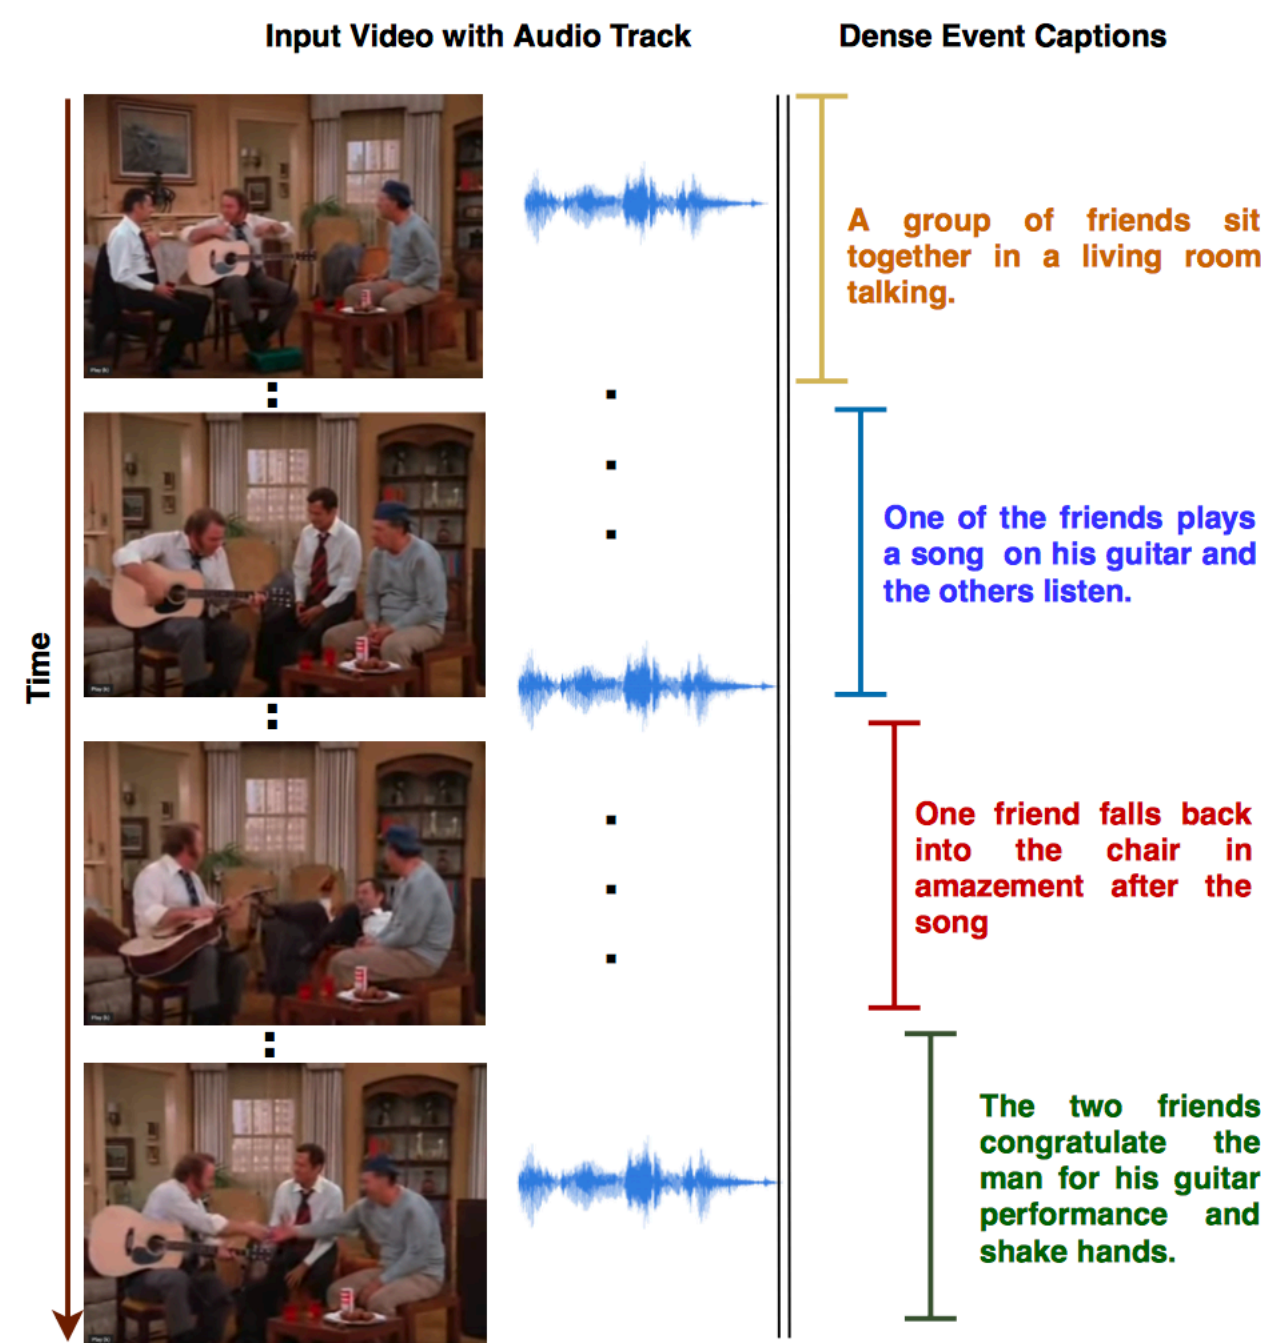 Input Video with Audio Track
Dense Event Captions
Time
A group of friends sit
together in a living room
talking.
One of the friends plays
a song on his guitar and
the others listen.
One friend falls back
into the chair in
amazement after the
song
The two friends
congratulate the
man for his guitar
performance and
shake hands.